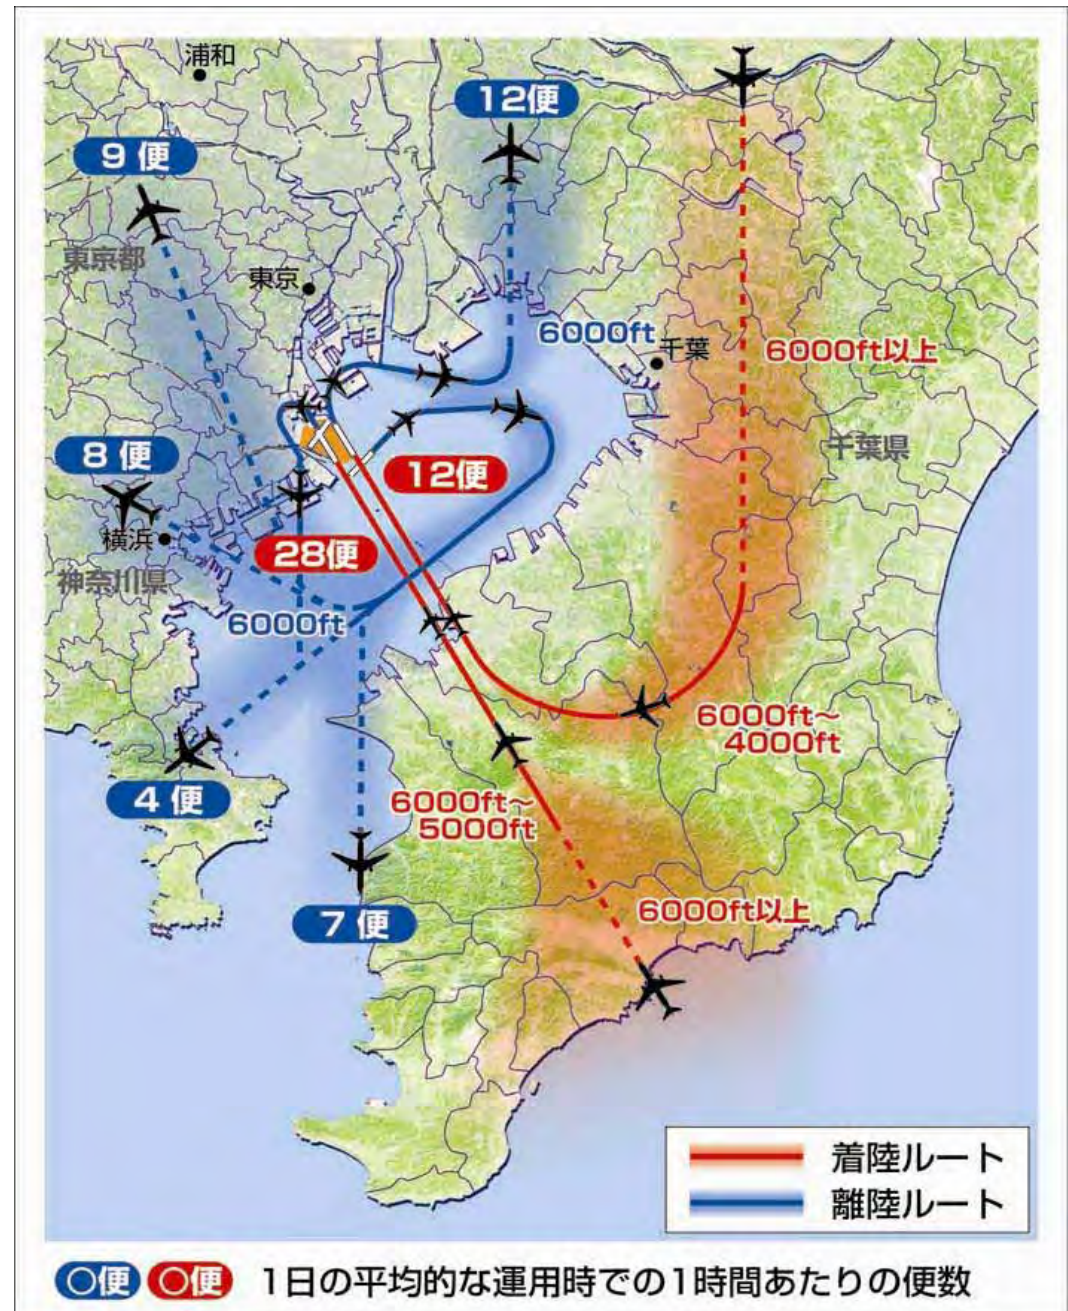 浦和
12便
9便
東京都
東京
6000ft
千葉
6000ft以上
千葉県
8便
12便
横浜
28便
神奈川県
6000ft
6000ft～
4000ft
4便
6000ft～
5000ft
7便
6000ft以上
着陸ルート
離陸ルート
○便 ○便 1日の平均的な運用時での1時間あたりの便数